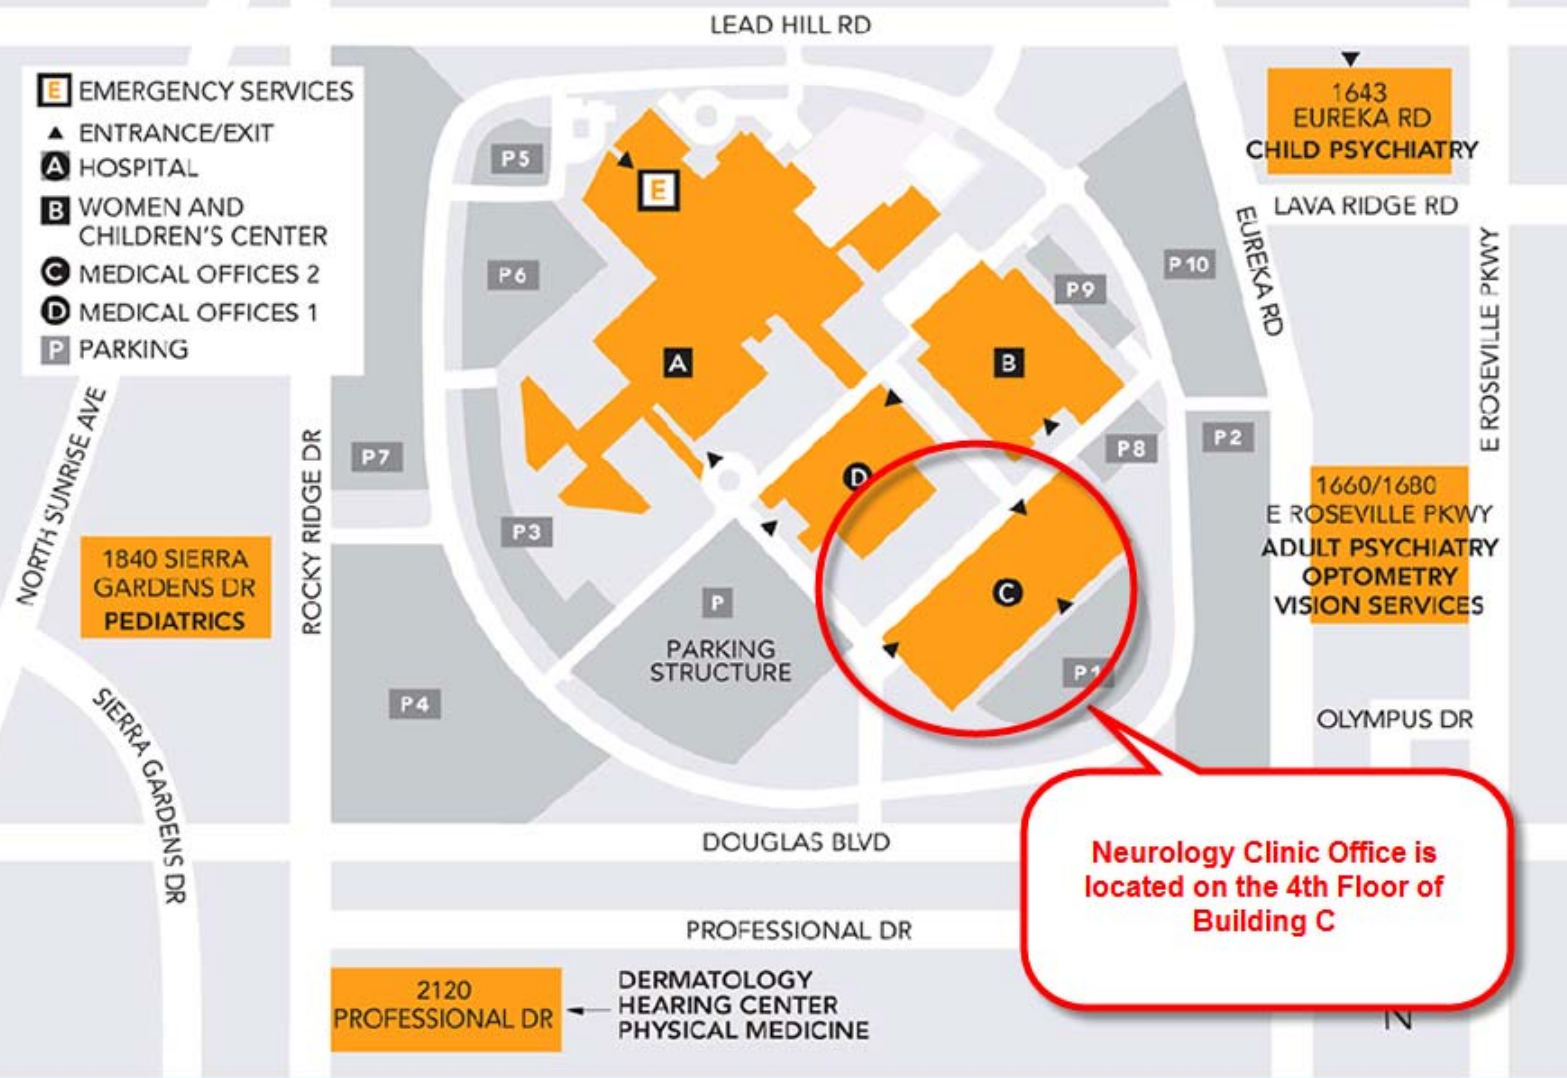 LEAD HILL RD
E EMERGENCY SERVICES
ENTRANCE/EXIT
A HOSPITAL
B WOMEN AND
CHILDREN'S CENTER
C MEDICAL OFFICES 2
D MEDICAL OFFICES 1
P PARKING
1643
EUREKA RD
CHILD PSYCHIATRY
LAVA RIDGE RD
EUREKA RD
E ROSEVILLE PKWY
P5
E
P6
P10
P9
A
B
NORTH SUNRISE AVE
ROCKY RIDGE DR
P7
P8
P2
D
P3
1660/1680
E ROSEVILLE PKWY
ADULT PSYCHIATRY
OPTOMETRY
VISION SERVICES
1840 SIERRA
GARDENS DR
PEDIATRICS
P
PARKING
STRUCTURE
C
P1
P4
SIERRA GARDENS DR
OLYMPUS DR
DOUGLAS BLVD
Neurology Clinic Office is
located on the 4th Floor of
Building C
PROFESSIONAL DR
2120
PROFESSIONAL DR
DERMATOLOGY
HEARING CENTER
PHYSICAL MEDICINE
N